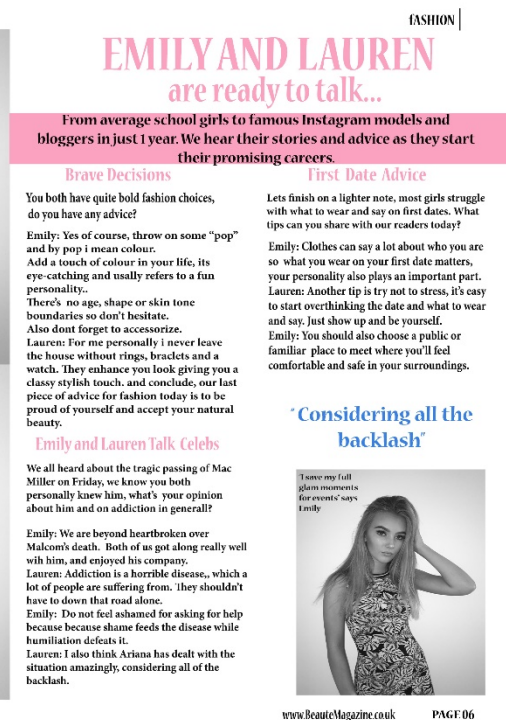 fASHION
EMILY AND LAUREN
are ready to talk...
From average school girls to famous Instagram models and
bloggers in just 1 year. We hear their stories and advice as they start
their promising careers.
Brave Decisions
You both have quite bold fashion choices,
do you have any advice?
Emily: Yes of course, throw on some “pop”
and by pop i mean colour.
Add a touch of colour in your life, its
eye-catching and usally refers to a fun
personality..
There’s no age, shape or skin tone
boundaries so don’t hesitate.
Also dont forget to accessorize.
Lauren: For me personally i never leave
the house without rings, braclets and a
watch. They enhance you look giving you a
classy stylish touch. and conclude, our last
piece of advice for fashion today is to be
proud of yourself and accept your natural
beauty.
Emily and Lauren Talk Celebs
We all heard about the tragic passing of Mac
Miller on Friday, we know you both
personally knew him, what’s your opinion
about him and on addiction in generall?
Emily: We are beyond heartbroken over
Malcom’s death. Both of us got along really well
wih him, and enjoyed his company.
Lauren: Addiction is a horrible disease,, which a
lot of people are suffering from. They shouldn’t
have to down that road alone.
Emily: Do not feel ashamed for asking for help
because because shame feeds the disease while
humiliation defeats it.
Lauren: I also think Ariana has dealt with the
situation amazingly, considering all of the
backlash.
First Date Advice
Lets finish on a lighter note, most girls struggle
with what to wear and say on first dates. What
tips can you share with our readers today?
Emily: Clothes can say a lot about who you are
so what you wear on your first date matters,
your personality also plays an important part.
Lauren: Another tip is try not to stress, it’s easy
to start overthinking the date and what to wear
and say. Just show up and be yourself.
Emily: You should also choose a public or
familiar place to meet where you’ll feel
comfortable and safe in your surroundings.
“Considering all the
backlash”
‘I save my full
glam moments
for events’ says
Emily
www.BeauteMagazine.co.uk PAGE 06